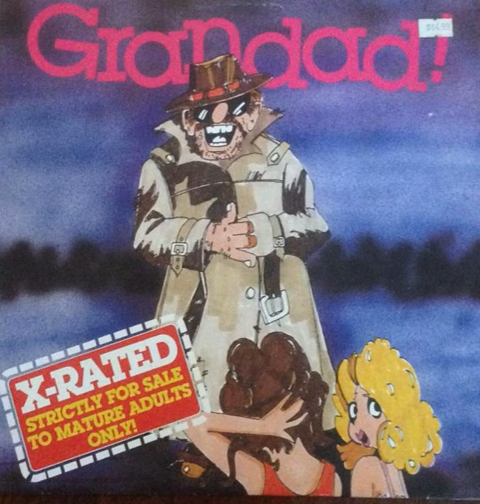 Grandad!
X-RATED
STRICTLY FOR SALE
TO MATURE ADULTS
ONLY!